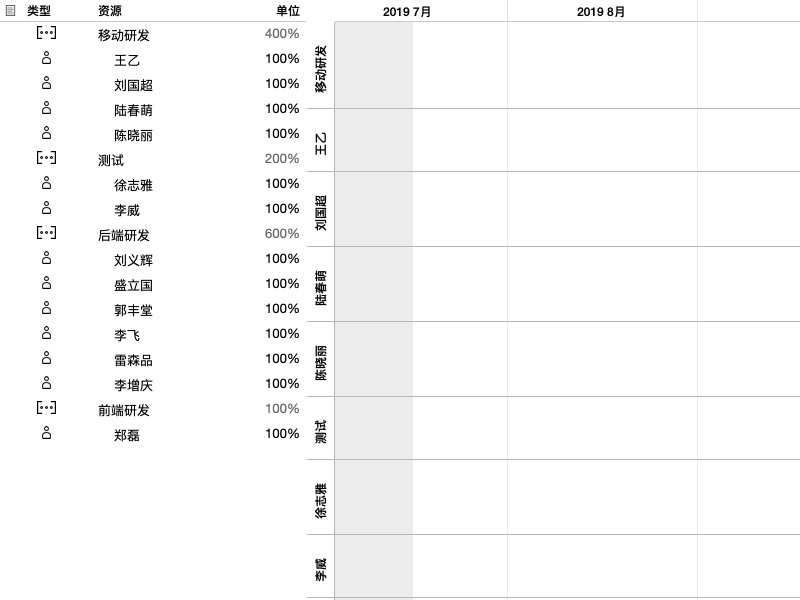 类型 资源 单位 2019 7月 2019 8月
移动研发 400%
王乙 100%
刘国超 100%
陆春萌 100%
陈晓丽 100%
测试 200%
徐志雅 100%
李威 100%
后端研发 600%
刘义辉 100%
盛立国 100%
郭丰堂 100%
李飞 100%
雷森品 100%
李增庆 100%
前端研发 100%
郑磊 100%
移动研发
王乙
刘国超
陆春萌
陈晓丽
测试
徐志雅
李威